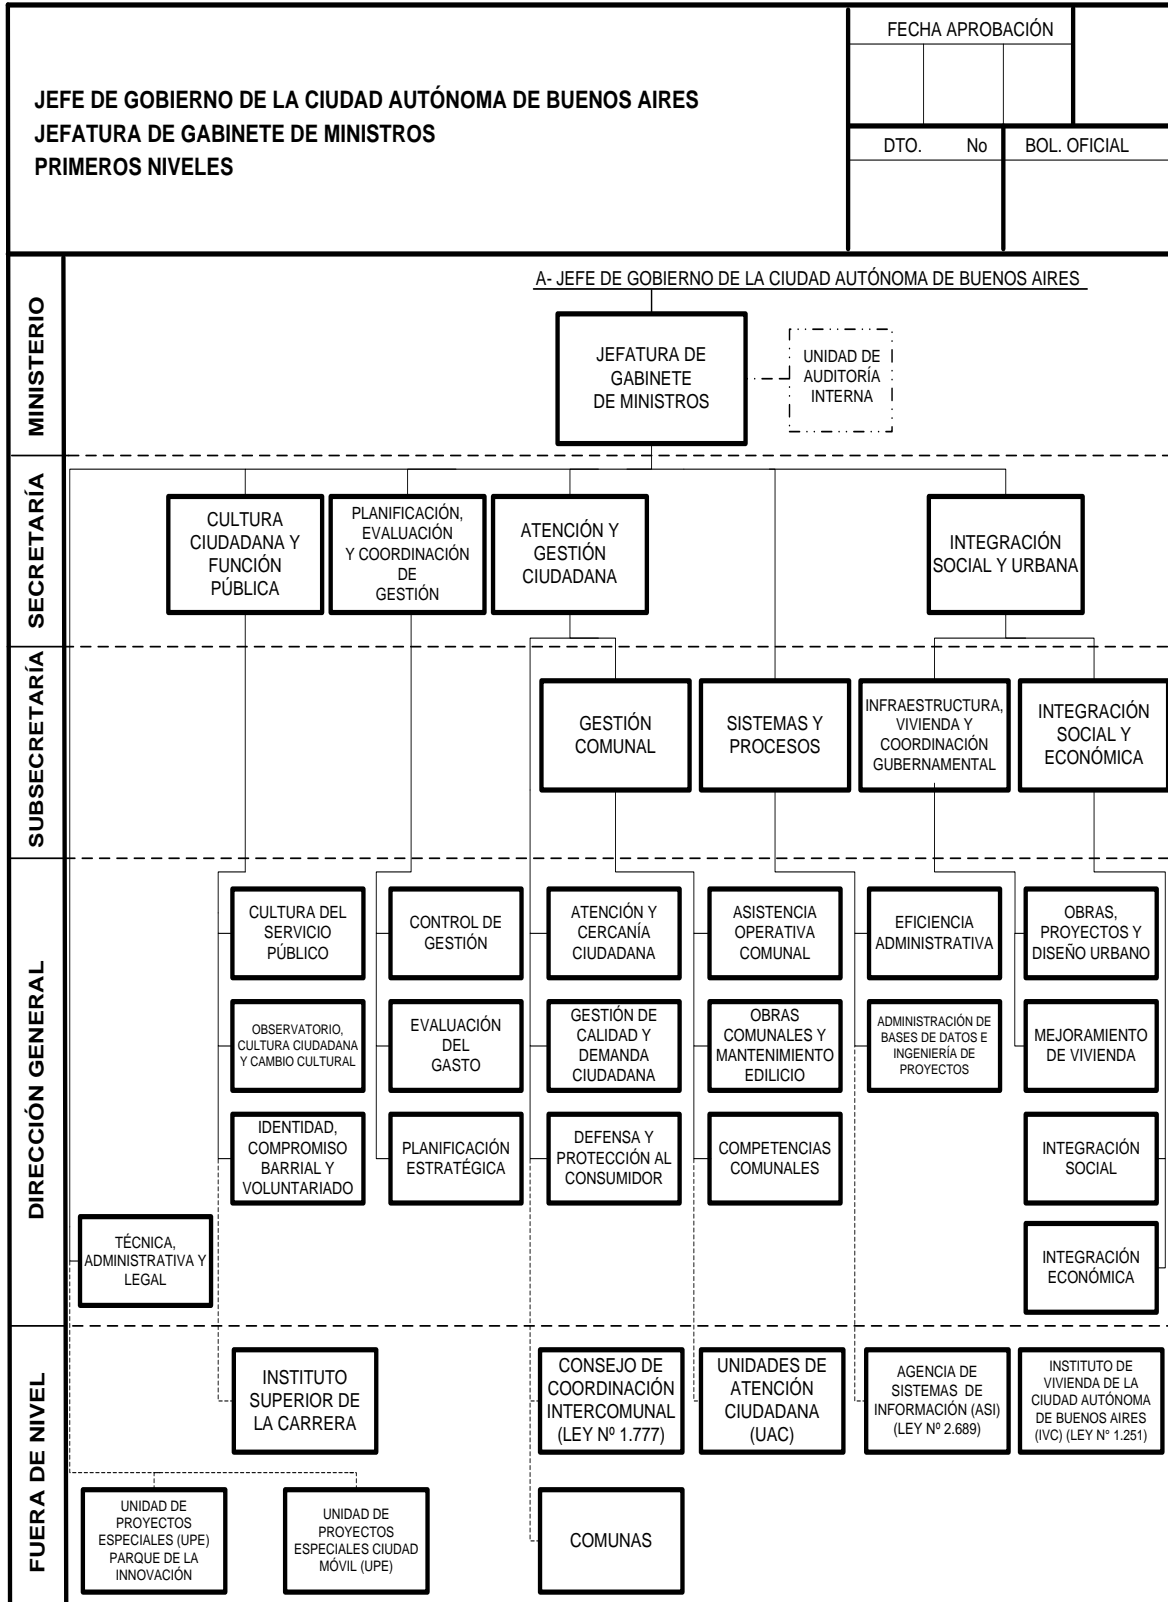 FECHA APROBACIÓN
JEFE DE GOBIERNO DE LA CIUDAD AUTÓNOMA DE BUENOS AIRES
JEFATURA DE GABINETE DE MINISTROS
PRIMEROS NIVELES
DTO. No
BOL. OFICIAL
MINISTERIO
A- JEFE DE GOBIERNO DE LA CIUDAD AUTÓNOMA DE BUENOS AIRES
JEFATURA DE
GABINETE
DE MINISTROS
UNIDAD DE
AUDITORÍA
INTERNA
SECRETARÍA
CULTURA
CIUDADANA Y
FUNCIÓN
PÚBLICA
PLANIFICACIÓN,
EVALUACIÓN
Y COORDINACIÓN
DE
GESTIÓN
ATENCIÓN Y
GESTIÓN
CIUDADANA
INTEGRACIÓN
SOCIAL Y URBANA
SUBSECRETARÍA
GESTIÓN
COMUNAL
SISTEMAS Y
PROCESOS
INFRAESTRUCTURA,
VIVIENDA Y
COORDINACIÓN
GUBERNAMENTAL
INTEGRACIÓN
SOCIAL Y
ECONÓMICA
DIRECCIÓN GENERAL
CULTURA DEL
SERVICIO
PÚBLICO
CONTROL DE
GESTIÓN
ATENCIÓN Y
CERCANÍA
CIUDADANA
ASISTENCIA
OPERATIVA
COMUNAL
EFICIENCIA
ADMINISTRATIVA
OBRAS,
PROYECTOS Y
DISEÑO URBANO
OBSERVATORIO,
CULTURA CIUDADANA
Y CAMBIO CULTURAL
EVALUACIÓN
DEL
GASTO
GESTIÓN DE
CALIDAD Y
DEMANDA
CIUDADANA
OBRAS
COMUNALES Y
MANTENIMIENTO
EDILICIO
ADMINISTRACIÓN DE
BASES DE DATOS E
INGENIERÍA DE
PROYECTOS
MEJORAMIENTO
DE VIVIENDA
IDENTIDAD,
COMPROMISO
BARRIAL Y
VOLUNTARIADO
PLANIFICACIÓN
ESTRATÉGICA
DEFENSA Y
PROTECCIÓN AL
CONSUMIDOR
COMPETENCIAS
COMUNALES
INTEGRACIÓN
SOCIAL
TÉCNICA,
ADMINISTRATIVA Y
LEGAL
INTEGRACIÓN
ECONÓMICA
FUERA DE NIVEL
INSTITUTO
SUPERIOR DE
LA CARRERA
CONSEJO DE
COORDINACIÓN
INTERCOMUNAL
(LEY Nº 1.777)
UNIDADES DE
ATENCIÓN
CIUDADANA
(UAC)
AGENCIA DE
SISTEMAS DE
INFORMACIÓN (ASI)
(LEY Nº 2.689)
INSTITUTO DE
VIVIENDA DE LA
CIUDAD AUTÓNOMA
DE BUENOS AIRES
(IVC) (LEY N° 1.251)
UNIDAD DE
PROYECTOS
ESPECIALES (UPE)
PARQUE DE LA
INNOVACIÓN
UNIDAD DE
PROYECTOS
ESPECIALES CIUDAD
MÓVIL (UPE)
COMUNAS